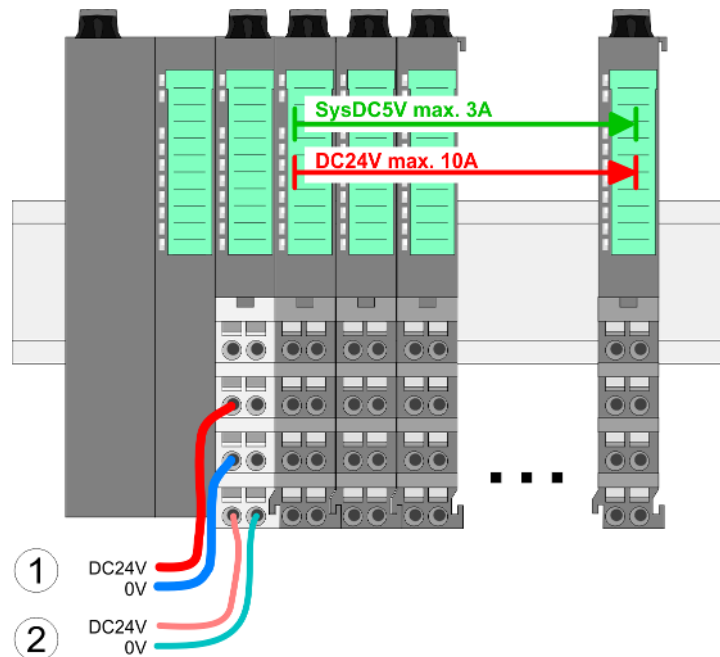 SysDC5V max. 3A
DC24V max. 10A
1 DC24V
0V
2 DC24V
0V